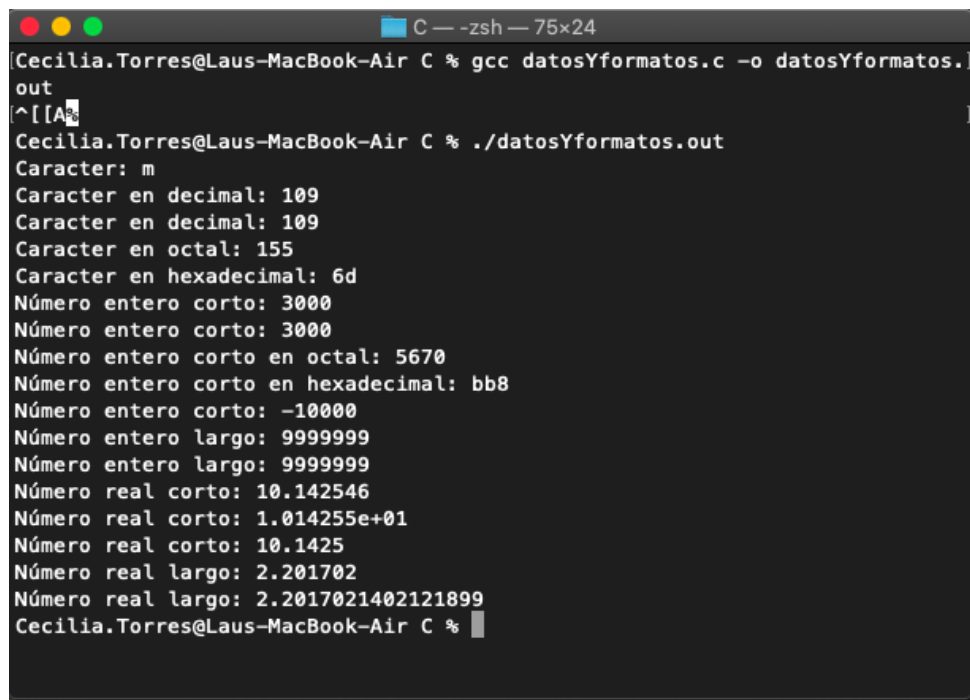 C — -zsh — 75×24
[Cecilia.Torres@Laus-MacBook-Air C % gcc datosYformatos.c -o datosYformatos.]
out
[^[[A%]
Cecilia.Torres@Laus-MacBook-Air C % ./datosYformatos.out
Caracter: m
Caracter en decimal: 109
Caracter en decimal: 109
Caracter en octal: 155
Caracter en hexadecimal: 6d
Número entero corto: 3000
Número entero corto: 3000
Número entero corto en octal: 5670
Número entero corto en hexadecimal: bb8
Número entero corto: -10000
Número entero largo: 9999999
Número entero largo: 9999999
Número real corto: 10.142546
Número real corto: 1.014255e+01
Número real corto: 10.1425
Número real largo: 2.201702
Número real largo: 2.2017021402121899
Cecilia.Torres@Laus-MacBook-Air C %